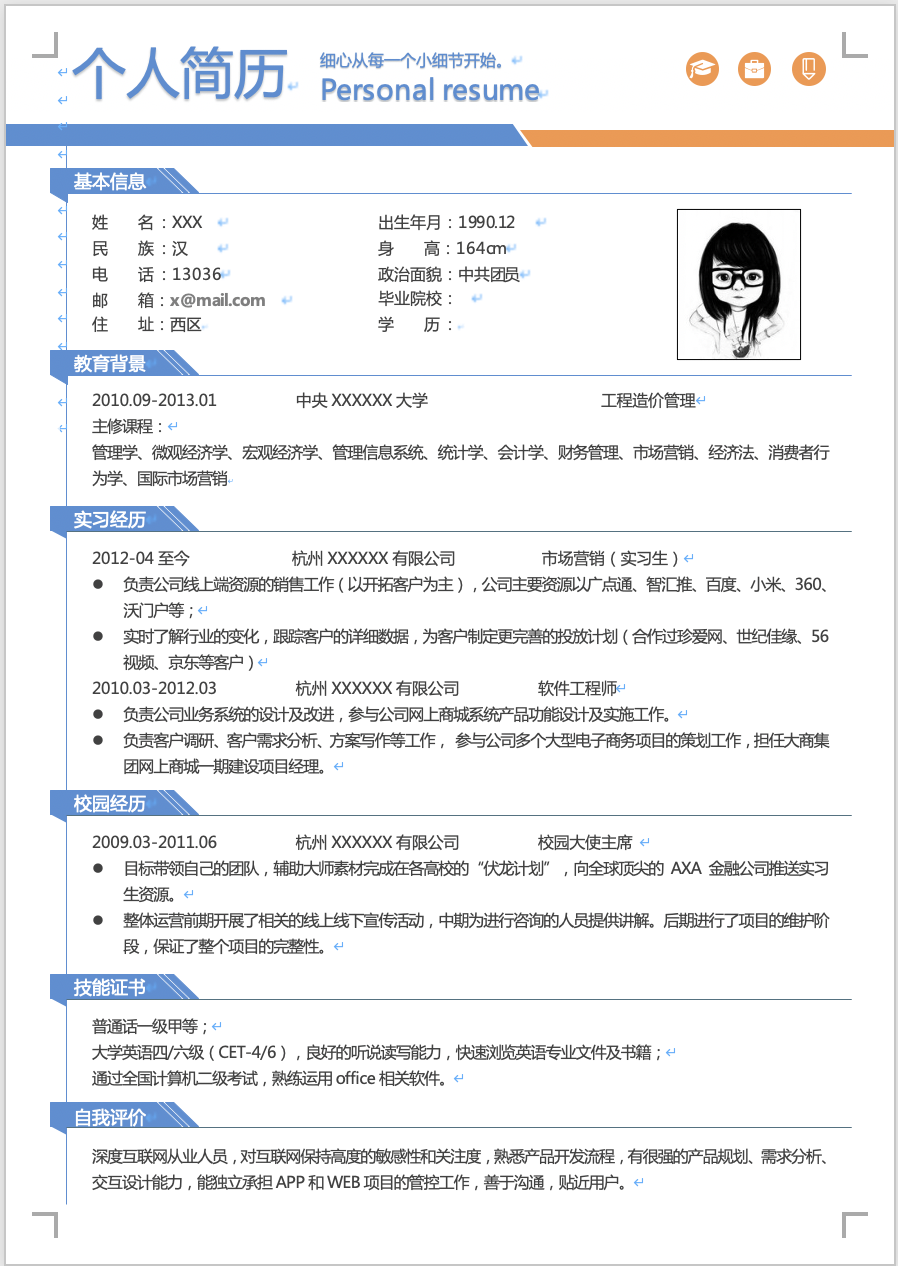 个人简历
细心从每一个小细节开始。
Personal resume
基本信息
姓 名：XXX 出生年月：1990.12
民 族：汉 身 高：164cm
电 话：13036 政治面貌：中共团员
邮 箱：x@mail.com 毕业院校：
住 址：西区 学 历：
教育背景
2010.09-2013.01 中央 XXXXXX 大学 工程造价管理
主修课程：
管理学、微观经济学、宏观经济学、管理信息系统、统计学、会计学、财务管理、市场营销、经济法、消费者行
为学、国际市场营销
实习经历
2012-04 至今 杭州 XXXXXX 有限公司 市场营销（实习生）
● 负责公司线上端资源的销售工作（以开拓客户为主），公司主要资源以广点通、智汇推、百度、小米、360、
沃门户等；
● 实时了解行业的变化，跟踪客户的详细数据，为客户制定更完善的投放计划（合作过珍爱网、世纪佳缘、56
视频、京东等客户）
2010.03-2012.03 杭州 XXXXXX 有限公司 软件工程师
● 负责公司业务系统的设计及改进，参与公司网上商城系统产品功能设计及实施工作。
● 负责客户调研、客户需求分析、方案写作等工作， 参与公司多个大型电子商务项目的策划工作，担任大商集
团网上商城一期建设项目经理。
校园经历
2009.03-2011.06 杭州 XXXXXX 有限公司 校园大使主席
● 目标带领自己的团队，辅助大师素材完成在各高校的“伏龙计划”，向全球顶尖的 AXA 金融公司推送实习
生资源。
● 整体运营前期开展了相关的线上线下宣传活动，中期为进行咨询的人员提供讲解。后期进行了项目的维护阶
段，保证了整个项目的完整性。
技能证书
普通话一级甲等；
大学英语四/六级（CET-4/6），良好的听说读写能力，快速浏览英语专业文件及书籍；
通过全国计算机二级考试，熟练运用 office 相关软件。
自我评价
深度互联网从业人员，对互联网保持高度的敏感性和关注度，熟悉产品开发流程，有很强的产品规划、需求分析、
交互设计能力，能独立承担 APP 和 WEB 项目的管控工作，善于沟通，贴近用户。